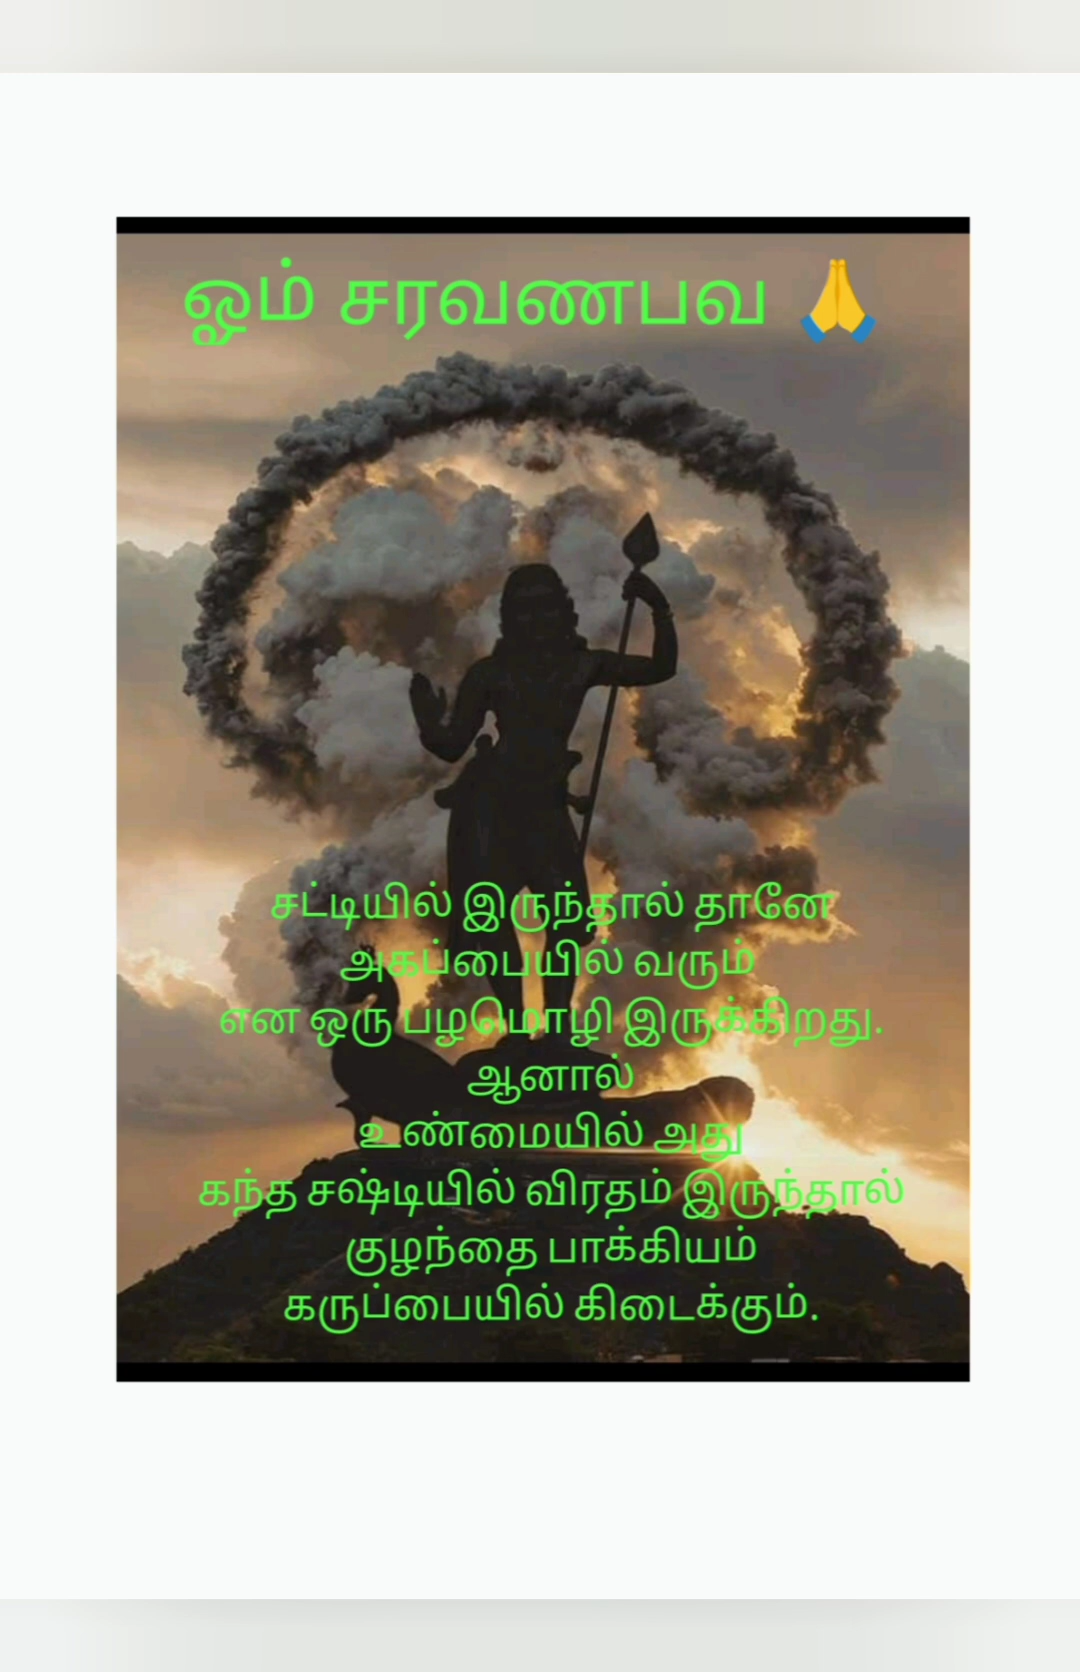 ஓம் சரவணபவ 🙏
சட்டியில் இருந்தால் தானே
அகப்பையில் வரும்
என ஒரு பழமொழி இருக்கிறது.
ஆனால்
உண்மையில் அது
கந்த சஷ்டியில் விரதம் இருந்தால்
குழந்தை பாக்கியம்
கருப்பையில் கிடைக்கும்.